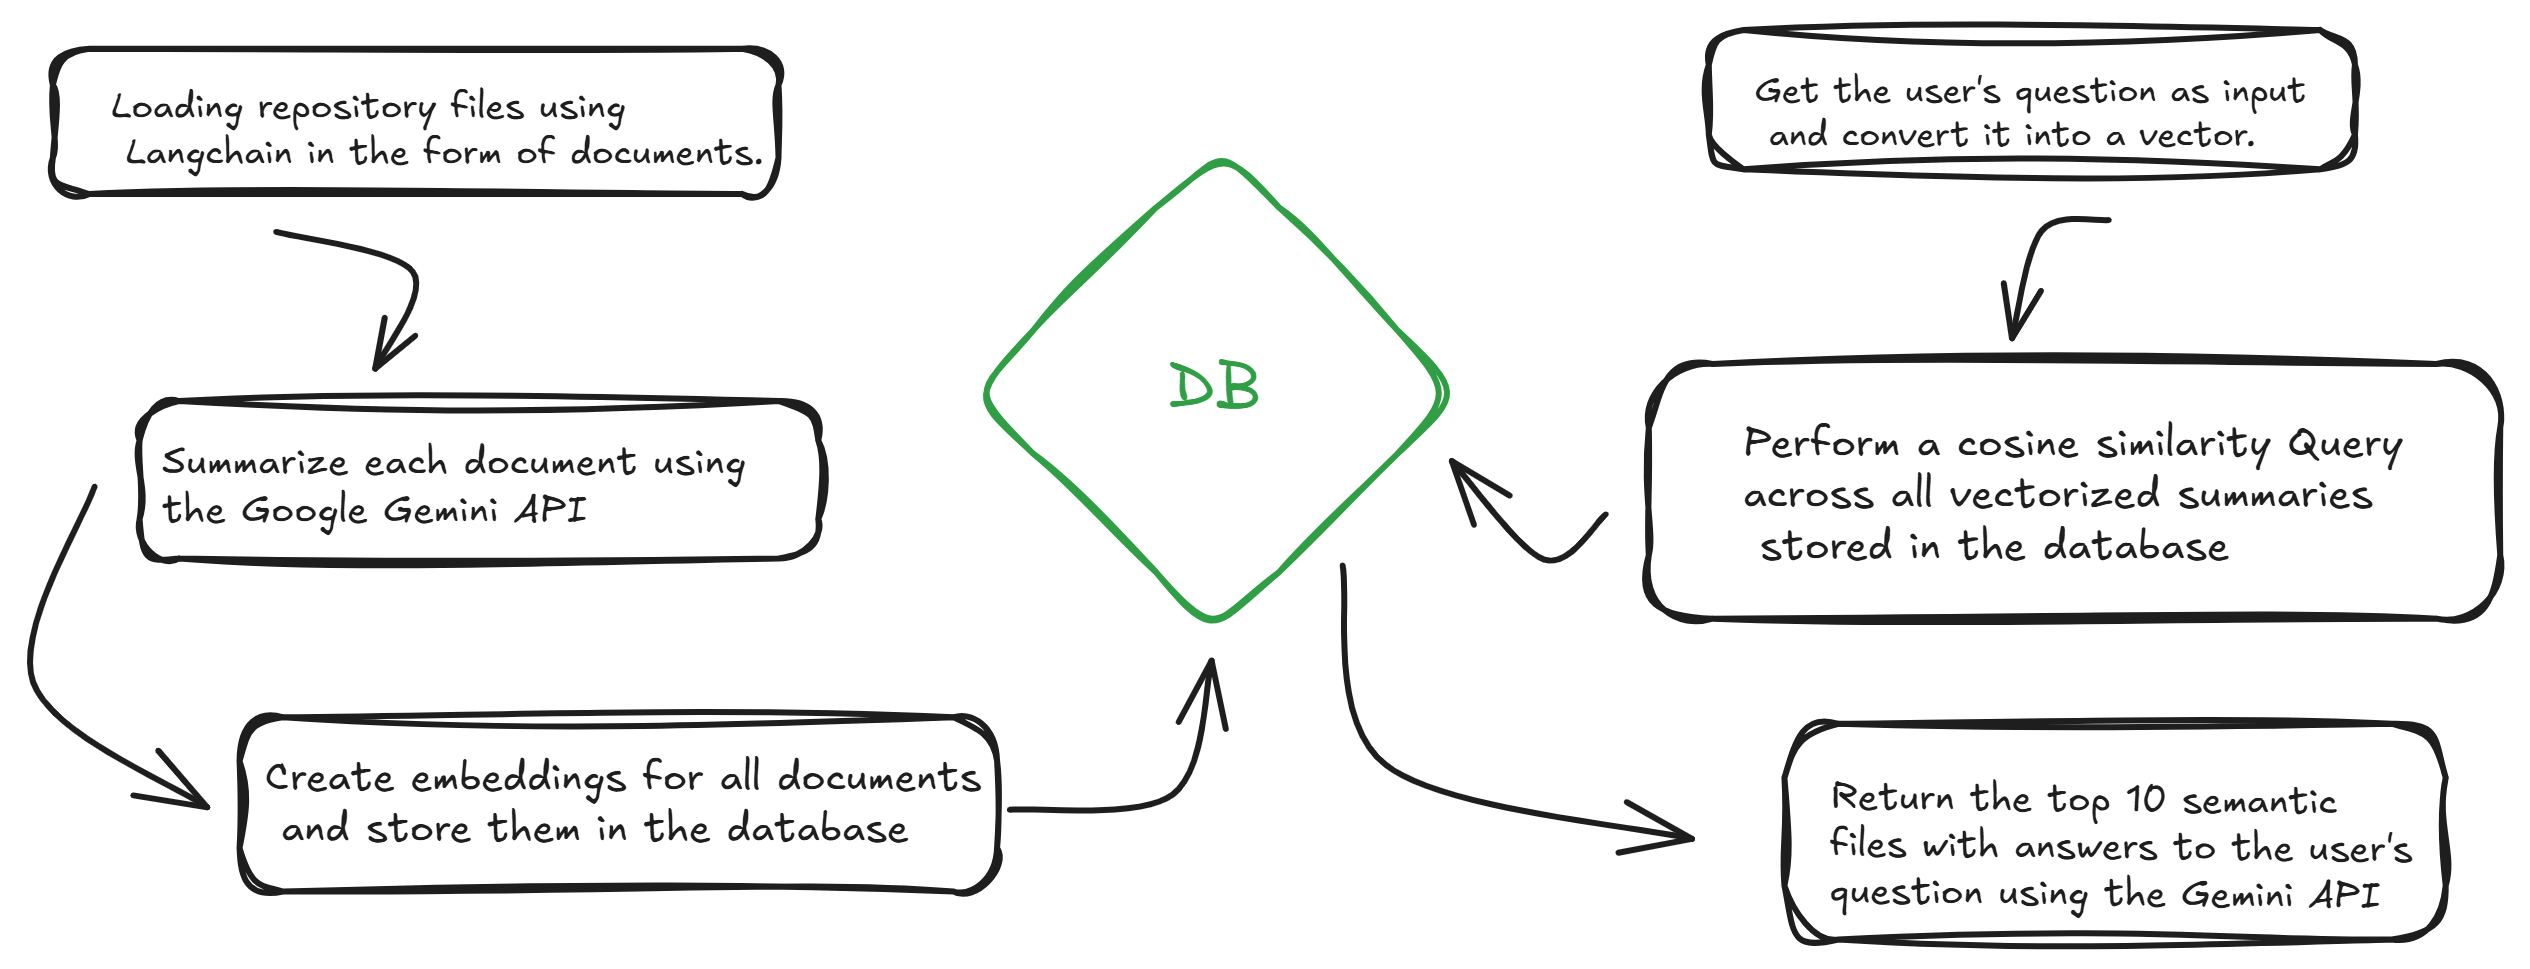 Loading repository files using
Langchain in the form of documents.
Summarize each document using
the Google Gemini API
Create embeddings for all documents
and store them in the database
DB
Get the user's question as input
and convert it into a vector.
Perform a cosine similarity Query
across all vectorized summaries
stored in the database
Return the top 10 semantic
files with answers to the user's
question using the Gemini API